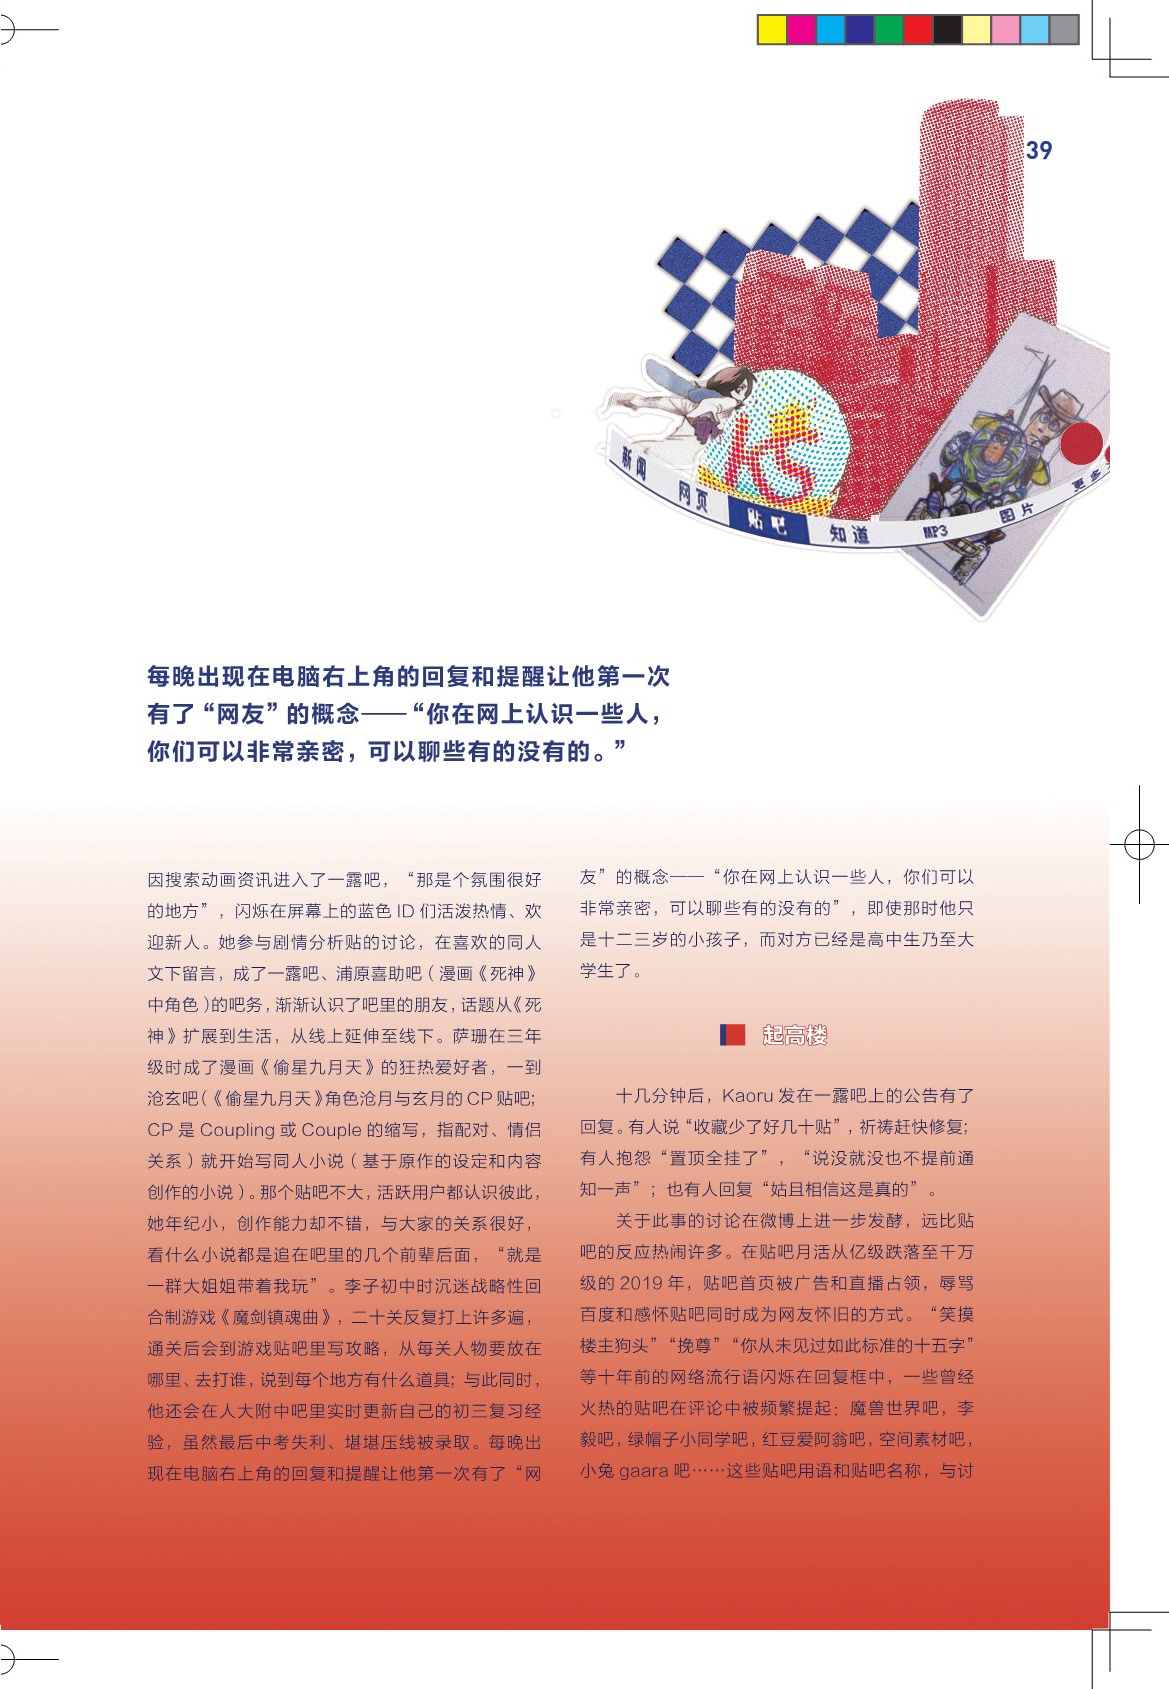 39
新闻
网页
贴吧
知道
MP3
图片
更多
每晚出现在电脑右上角的回复和提醒让他第一次
有了“网友”的概念——“你在网上认识一些人，
你们可以非常亲密，可以聊些有的没有的。”
因搜索动画资讯进入了一露吧，“那是个氛围很好
的地方”，闪烁在屏幕上的蓝色 ID 们活泼热情、欢
迎新人。她参与剧情分析贴的讨论，在喜欢的同人
文下留言，成了一露吧、浦原喜助吧（漫画《死神》
中角色）的吧务，渐渐认识了吧里的朋友，话题从《死
神》扩展到生活，从线上延伸至线下。萨珊在三年
级时成了漫画《偷星九月天》的狂热爱好者，一到
沧玄吧（《偷星九月天》角色沧月与玄月的 CP 贴吧；
CP 是 Coupling 或 Couple 的缩写，指配对、情侣
关系）就开始写同人小说（基于原作的设定和内容
创作的小说）。那个贴吧不大，活跃用户都认识彼此，
她年纪小，创作能力却不错，与大家的关系很好，
看什么小说都是追在吧里的几个前辈后面，“就是
一群大姐姐带着我玩”。李子初中时沉迷战略性回
合制游戏《魔剑镇魂曲》，二十关反复打上许多遍，
通关后会到游戏贴吧里写攻略，从每关人物要放在
哪里、去打谁，说到每个地方有什么道具；与此同时，
他还会在人大附中吧里实时更新自己的初三复习经
验，虽然最后中考失利、堪堪压线被录取。每晚出
现在电脑右上角的回复和提醒让他第一次有了“网
友”的概念——“你在网上认识一些人，你们可以
非常亲密，可以聊些有的没有的”，即使那时他只
是十二三岁的小孩子，而对方已经是高中生乃至大
学生了。
起高楼
十几分钟后，Kaoru 发在一露吧上的公告有了
回复。有人说“收藏少了好几十贴”，祈祷赶快修复；
有人抱怨“置顶全挂了”，“说没就没也不提前通
知一声”；也有人回复“姑且相信这是真的”。
关于此事的讨论在微博上进一步发酵，远比贴
吧的反应热闹许多。在贴吧月活从亿级跌落至千万
级的 2019 年，贴吧首页被广告和直播占领，辱骂
百度和感怀贴吧同时成为网友怀旧的方式。“笑摸
楼主狗头”“挽尊”“你从未见过如此标准的十五字”
等十年前的网络流行语闪烁在回复框中，一些曾经
火热的贴吧在评论中被频繁提起：魔兽世界吧，李
毅吧，绿帽子小同学吧，红豆爱阿翁吧，空间素材吧，
小兔 gaara 吧……这些贴吧用语和贴吧名称，与讨